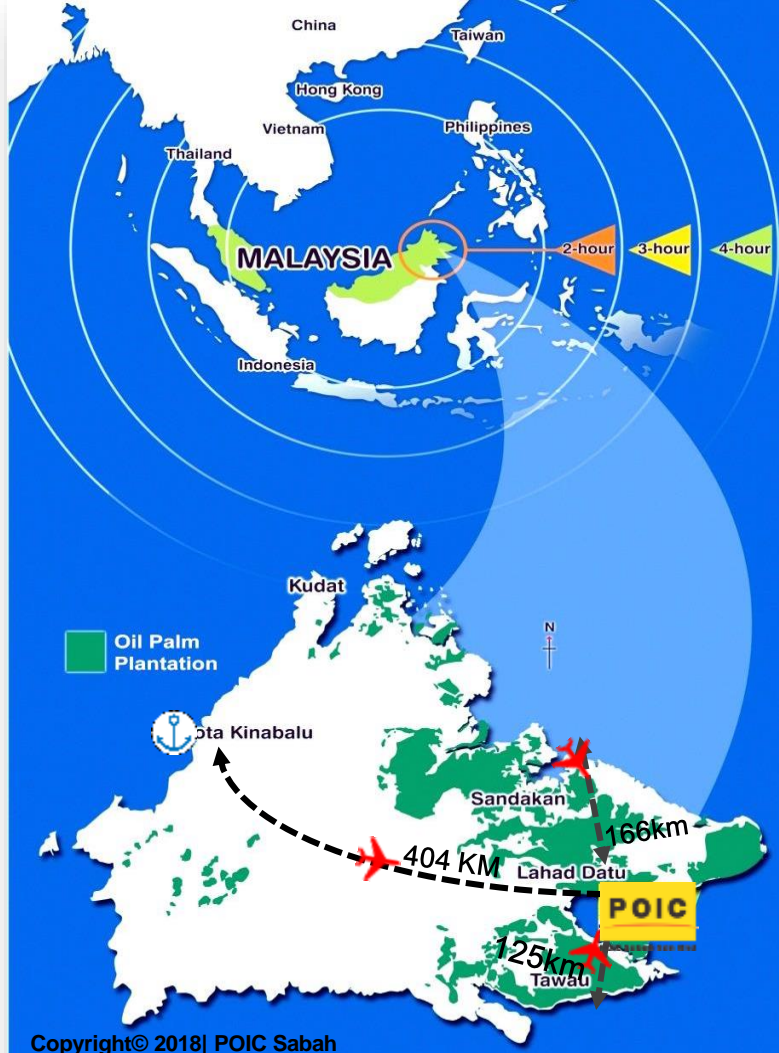 China
Taiwan
Hong Kong
Vietnam
Philippines
Thailand
MALAYSIA
2-hour
3-hour
4-hour
Indonesia
Kudat
N
Oil Palm
Plantation
ota Kinabalu
Sandakan
166km
404 KM
Lahad Datu
POIC
125km
Tawau
Copyright© 2018| POIC Sabah